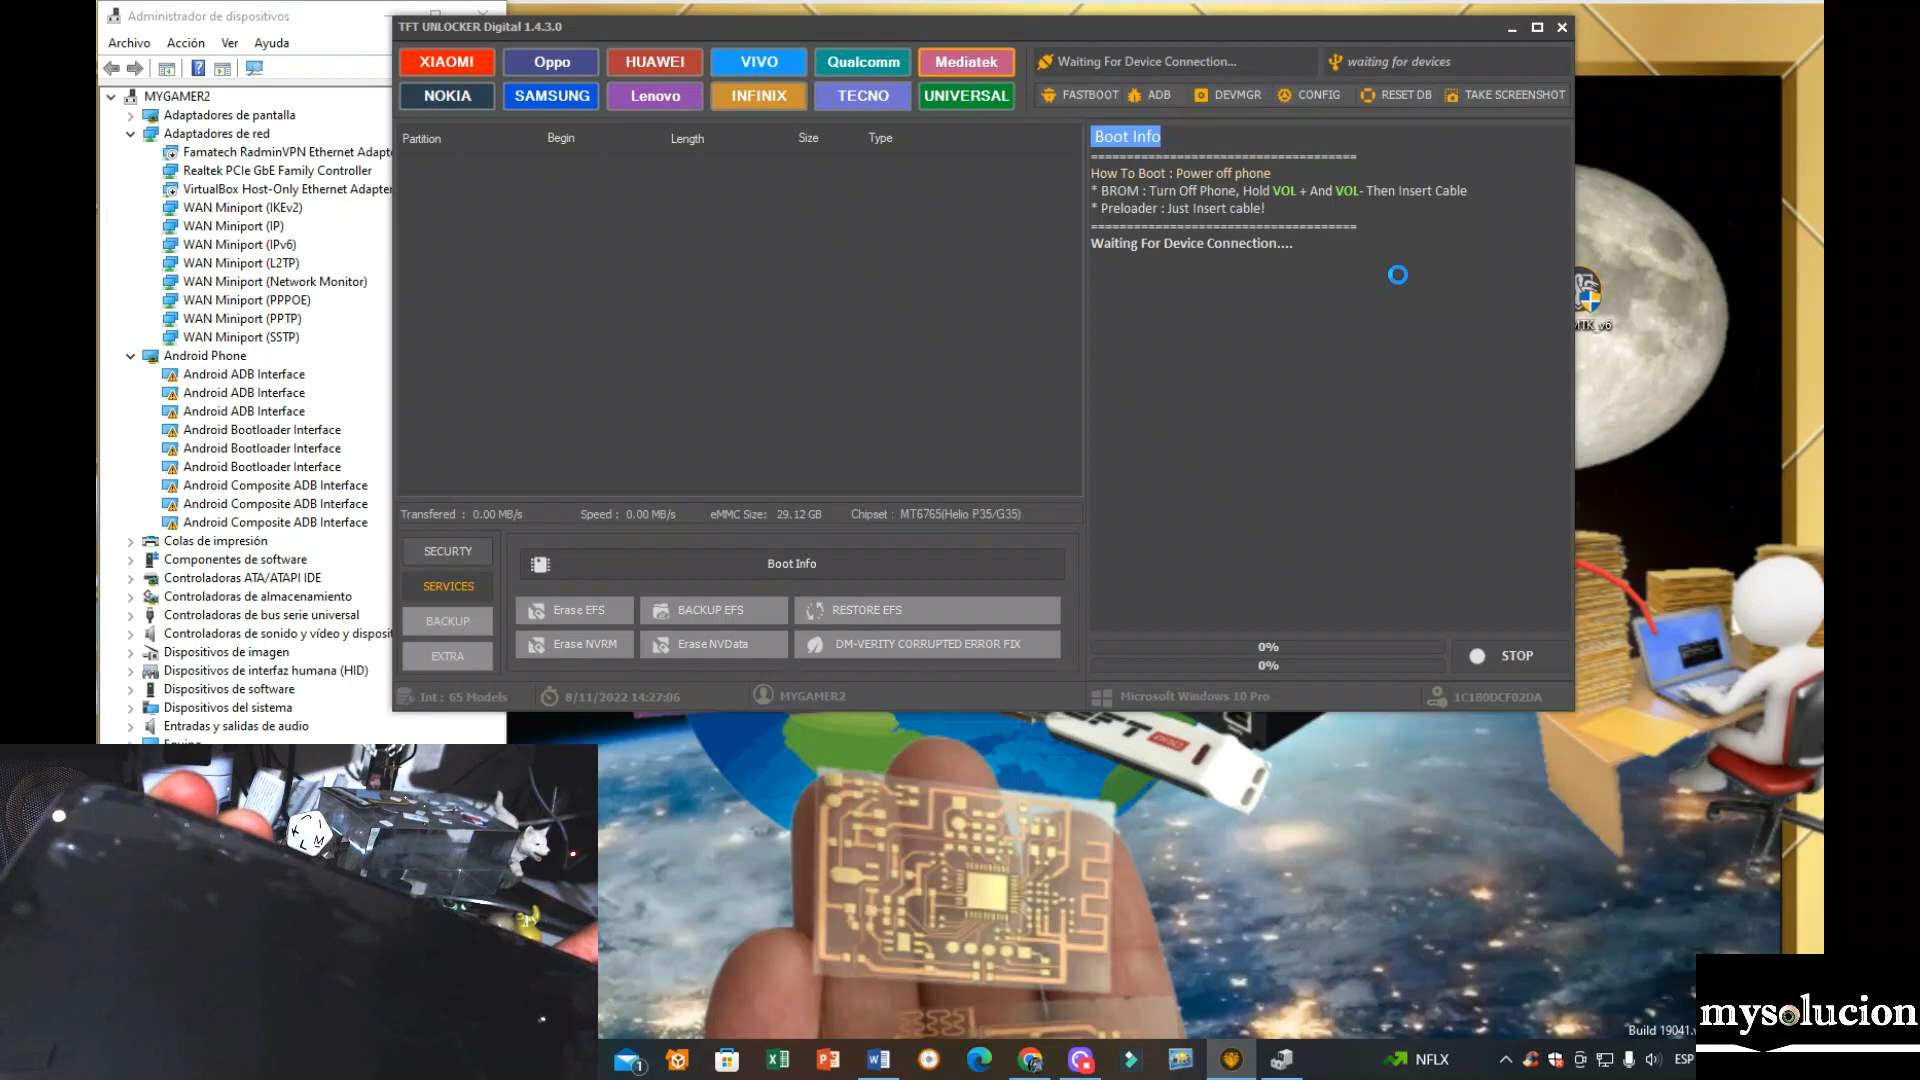 Administrador de dispositivos
Archivo Acción Ver Ayuda
MYGAMER2
Adaptadores de pantalla
Adaptadores de red
Famatech RadminVPN Ethernet Adapte
Realtek PCIe GbE Family Controller
VirtualBox Host-Only Ethernet Adapter
WAN Miniport (IKEv2)
WAN Miniport (IP)
WAN Miniport (IPv6)
WAN Miniport (L2TP)
WAN Miniport (Network Monitor)
WAN Miniport (PPPOE)
WAN Miniport (PPTP)
WAN Miniport (SSTP)
Android Phone
Android ADB Interface
Android ADB Interface
Android ADB Interface
Android Bootloader Interface
Android Bootloader Interface
Android Bootloader Interface
Android Composite ADB Interface
Android Composite ADB Interface
Android Composite ADB Interface
Colas de impresión
Componentes de software
Controladoras ATA/ATAPI IDE
Controladoras de almacenamiento
Controladoras de bus serie universal
Controladoras de sonido y vídeo y disposit
Dispositivos de imagen
Dispositivos de interfaz humana (HID)
Dispositivos de software
Dispositivos del sistema
Entradas y salidas de audio
TFT UNLOCKER Digital 1.4.3.0
XIAOMI Oppo HUAWEI VIVO Qualcomm Mediatek
NOKIA SAMSUNG Lenovo INFINIX TECNO UNIVERSAL
Waiting For Device Connection... waiting for devices
FASTBOOT ADB DEVMGR CONFIG RESET DB TAKE SCREENSHOT
Partition Begin Length Size Type
Boot Info
=====================================
How To Boot : Power off phone
* BROM : Turn Off Phone, Hold VOL + And VOL- Then Insert Cable
* Preloader : Just Insert cable!
=====================================
Waiting For Device Connection....
Transfered : 0.00 MB/s Speed : 0.00 MB/s eMMC Size: 29.12 GB Chipset : MT6765(Helio P35/G35)
SECURTY
SERVICES
BACKUP
EXTRA
Boot Info
Erase EFS BACKUP EFS RESTORE EFS
Erase NVRM Erase NVData DM-VERITY CORRUPTED ERROR FIX
0%
0%
STOP
Int : 65 Models 8/11/2022 14:27:06 MYGAMER2 Microsoft Windows 10 Pro 1C1B0DCF02DA
MTK_v6
K L M
Build 19041.
mysolucion
1 NFLX ESP